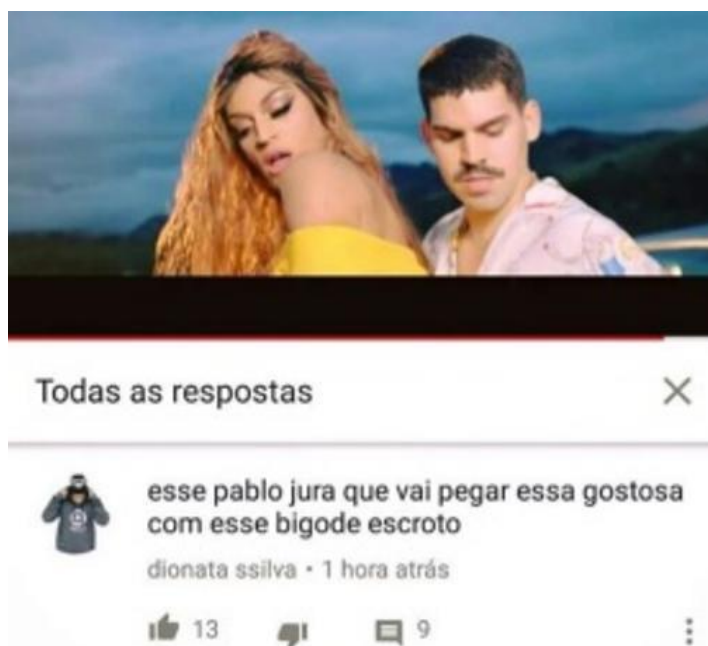 Todas as respostas
esse pablo jura que vai pegar essa gostosa
com esse bigode escroto
dionata ssilva • 1 hora atrás
13
9